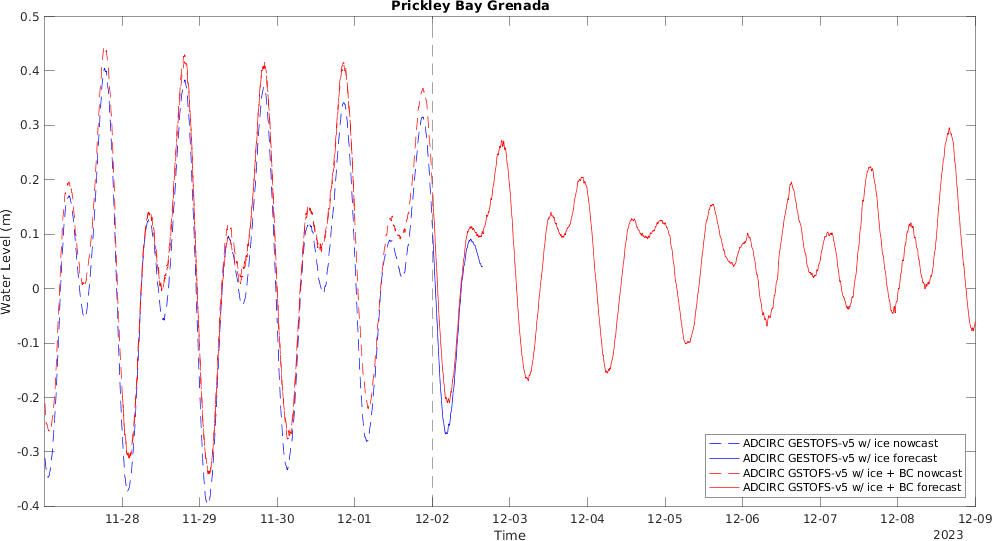 Prickley Bay Grenada
0.5
0.4
0.3
0.2
0.1
0
-0.1
-0.2
-0.3
-0.4
Water Level (m)
11-28 11-29 11-30 12-01 12-02 12-03 12-04 12-05 12-06 12-07 12-08 12-09
Time
2023
ADCIRC GESTOFS-v5 w/ ice nowcast
ADCIRC GESTOFS-v5 w/ ice forecast
ADCIRC GSTOFS-v5 w/ ice + BC nowcast
ADCIRC GSTOFS-v5 w/ ice + BC forecast